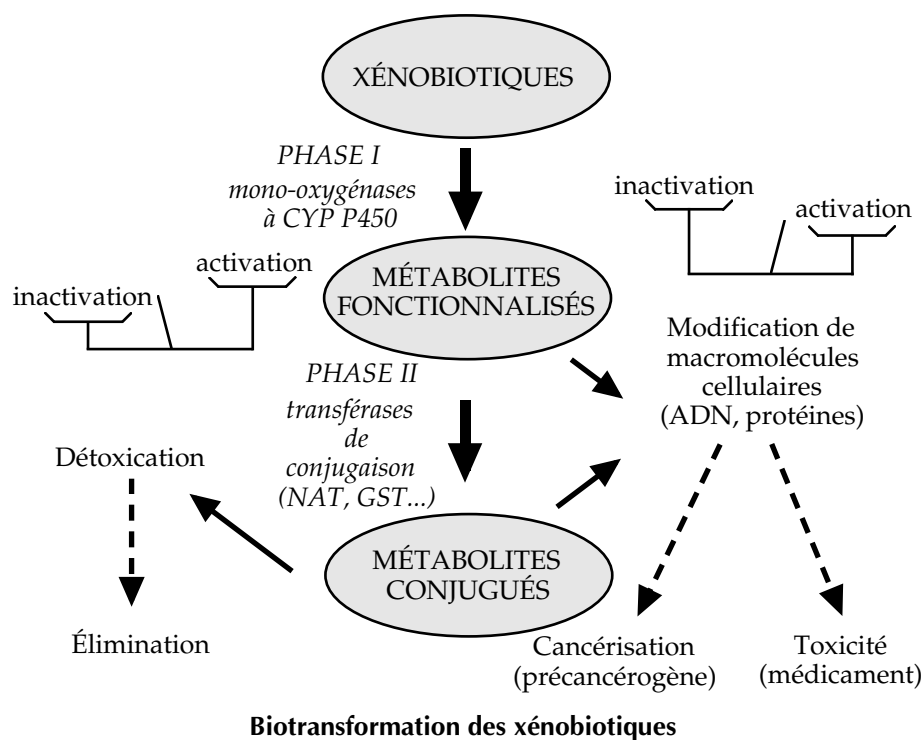 XÉNOBIOTIQUES
PHASE I
mono-oxygénases
à CYP P450
inactivation
activation
MÉTABOLITES
FONCTIONNALISÉS
activation
inactivation
PHASE II
transférases
de
conjugaison
(NAT, GST...)
Modification de
macromolécules
cellulaires
(ADN, protéines)
Détoxication
MÉTABOLITES
CONJUGUÉS
Élimination
Cancérisation
(précancérogène)
Toxicité
(médicament)
Biotransformation des xénobiotiques